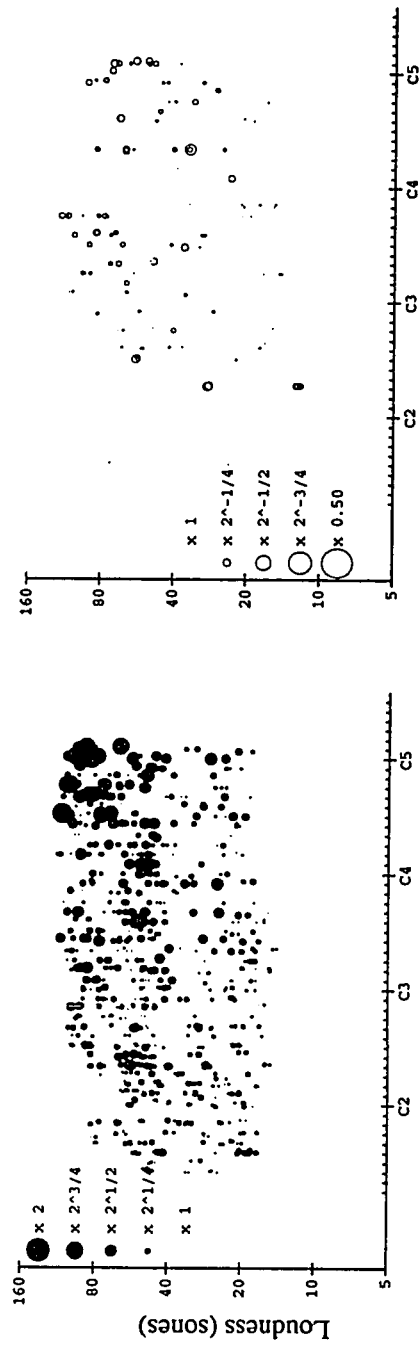 Loudness (sones)
160
80
40
20
10
5
× 2
× 2^3/4
× 2^1/2
× 2^1/4
× 1
C2
C3
C4
C5
160
80
40
20
10
5
× 1
× 2^-1/4
× 2^-1/2
× 2^-3/4
× 0.50
C2
C3
C4
C5